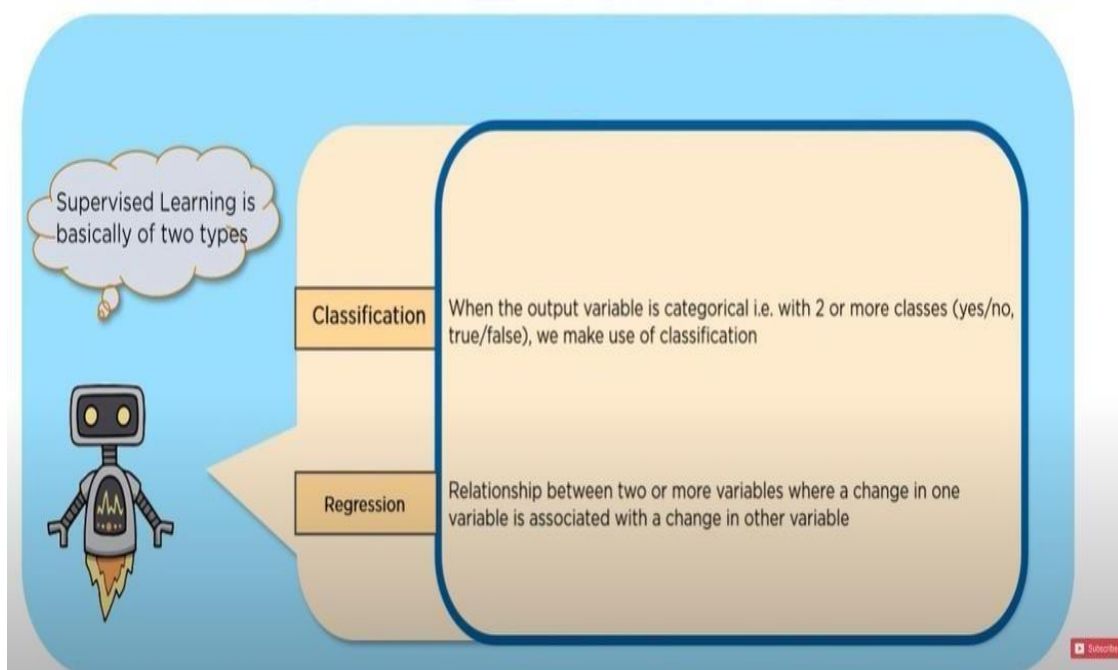 Supervised Learning is
basically of two types
Classification
When the output variable is categorical i.e. with 2 or more classes (yes/no,
true/false), we make use of classification
Regression
Relationship between two or more variables where a change in one
variable is associated with a change in other variable
Subscribe